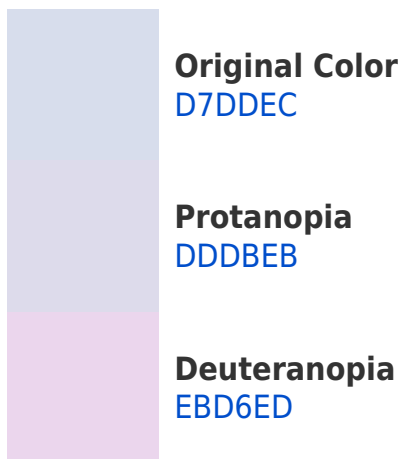 Original Color
D7DDEC
Protanopia
DDDBEB
Deuteranopia
EBD6ED